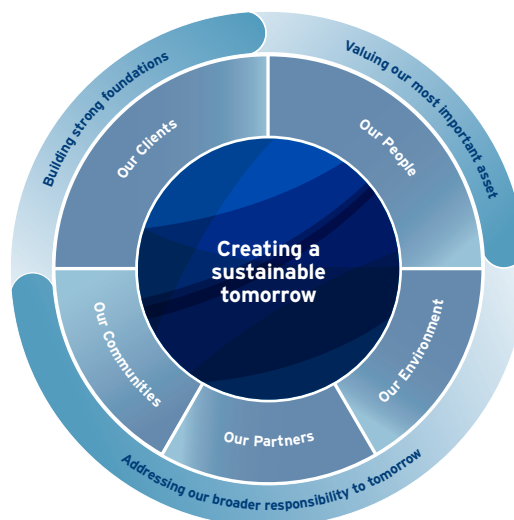 Building strong foundations
Valuing our most important asset
Our Clients
Our People
Creating a
sustainable
tomorrow
Our Communities
Our Environment
Our Partners
Addressing our broader responsibility to tomorrow